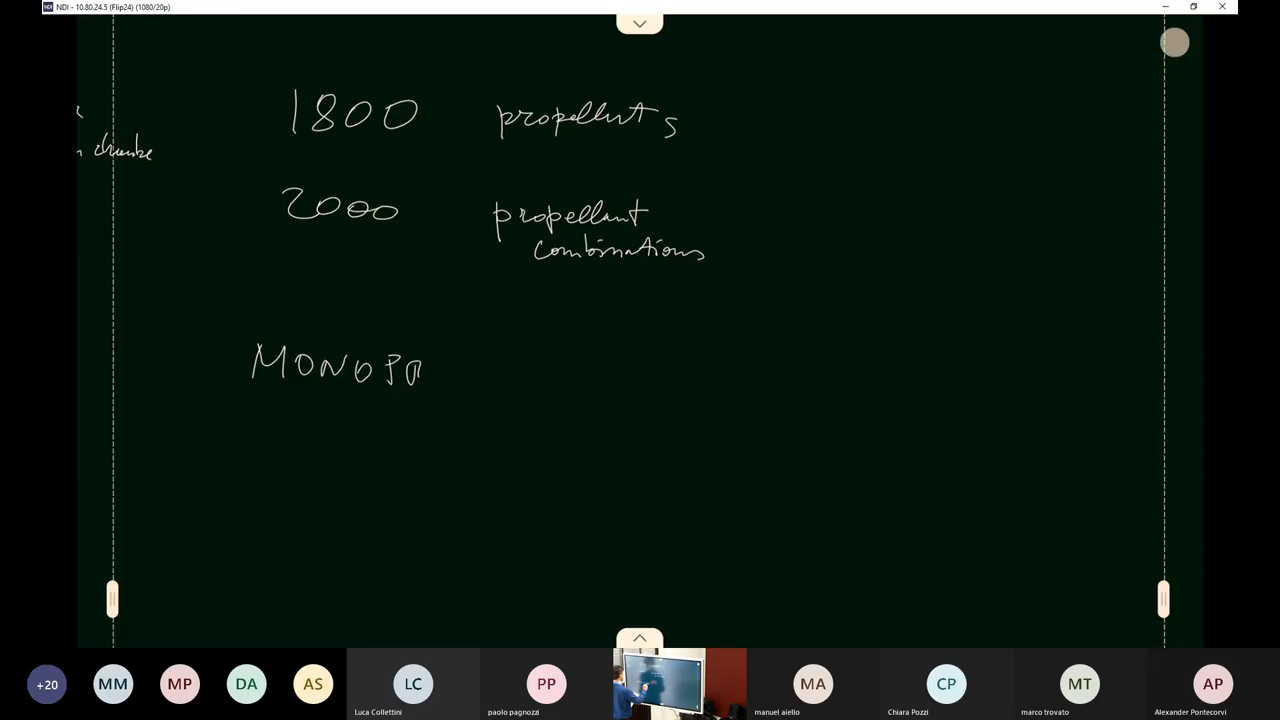 NDI - 10.80.24.5 (Flip24) (1080/20p)
1800 propellants
chambe
2000 propellant
combinations
MONOP
+20
MM
MP
DA
AS
LC
Luca Collettini
PP
paolo pagnozzi
MA
manuel aiello
CP
Chiara Pozzi
MT
marco trovato
AP
Alexander Pontecorvi